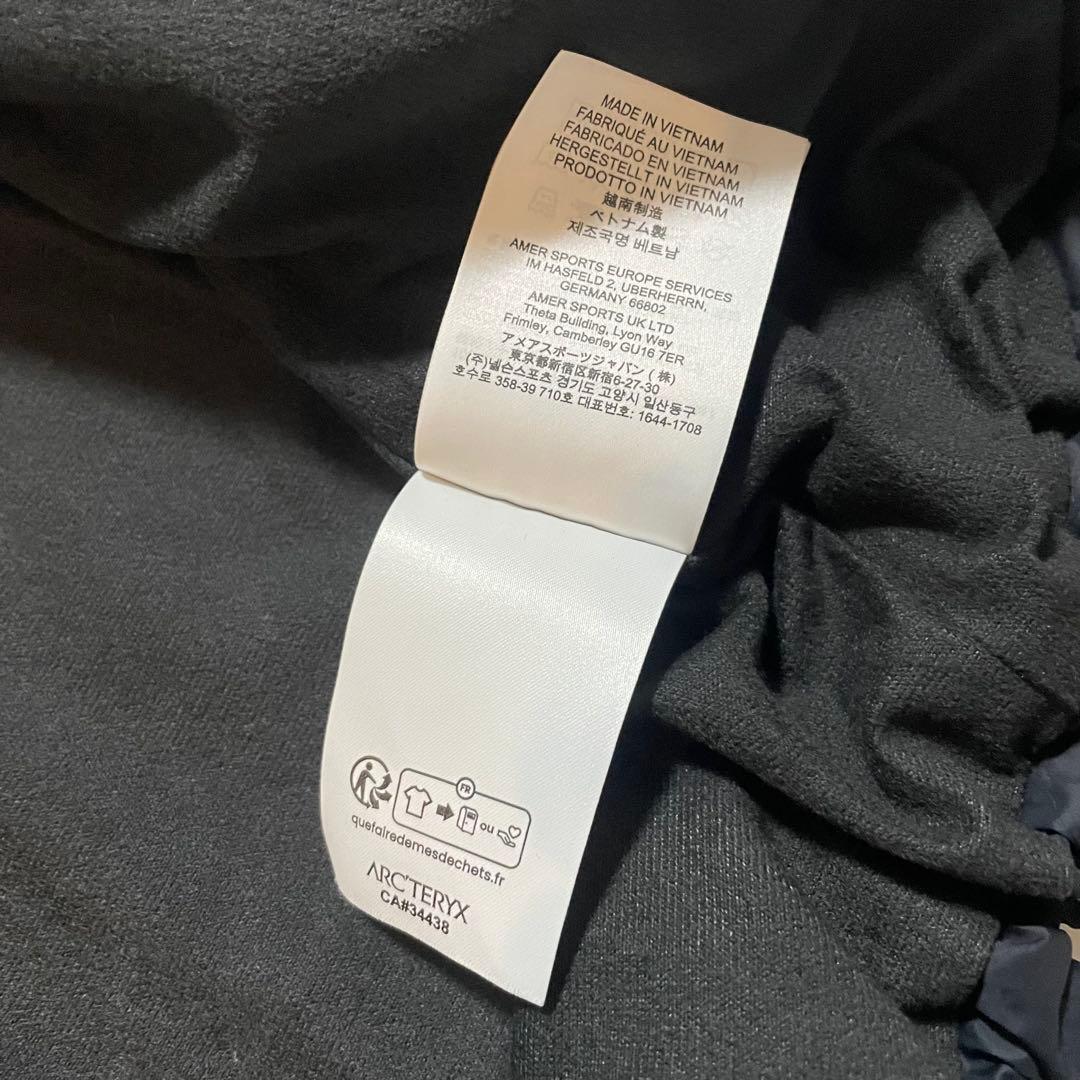 MADE IN VIETNAM
FABRIQUÉ AU VIETNAM
FABRICADO EN VIETNAM
HERGESTELLT IN VIETNAM
PRODOTTO IN VIETNAM
越南制造
ベトナム製
제조국명 베트남
AMER SPORTS EUROPE SERVICES
IM HASFELD 2, UBERHERRN,
GERMANY 66802
AMER SPORTS UK LTD
Theta Building, Lyon Way
Frimley, Camberley GU16 7ER
アメアスポーツジャパン (株)
東京都新宿区新宿6-27-30
(주)넬슨스포츠 경기도 고양시 일산동구
호수로 358-39 710호 대표번호: 1644-1708
FR
ou
quefairedemesdechets.fr
ARC'TERYX
CA#34438